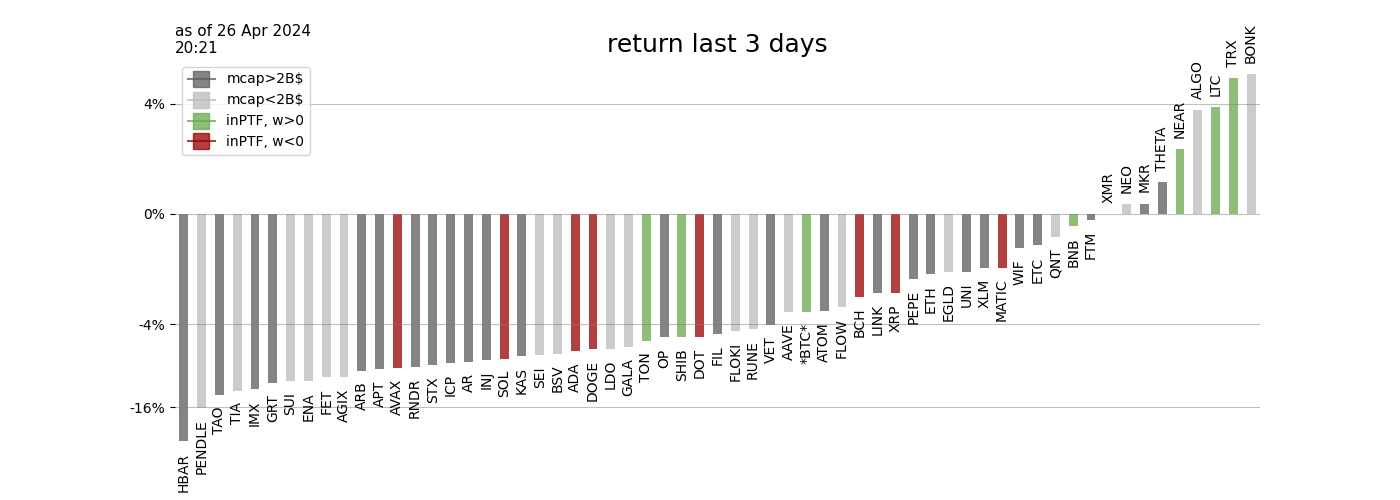 as of 26 Apr 2024
20:21
return last 3 days
mcap>2B$
mcap<2B$
inPTF, w>0
inPTF, w<0
4%
0%
-4%
-16%
HBAR
PENDLE
TAO
TIA
IMX
GRT
SUI
ENA
FET
AGIX
ARB
APT
AVAX
RNDR
STX
ICP
AR
INJ
SOL
KAS
SEI
BSV
ADA
DOGE
LDO
GALA
TON
OP
SHIB
DOT
FIL
FLOKI
RUNE
VET
AAVE
*BTC*
ATOM
FLOW
BCH
LINK
XRP
PEPE
ETH
EGLD
UNI
XLM
MATIC
WIF
ETC
QNT
BNB
FTM
XMR
NEO
MKR
THETA
NEAR
ALGO
LTC
TRX
BONK